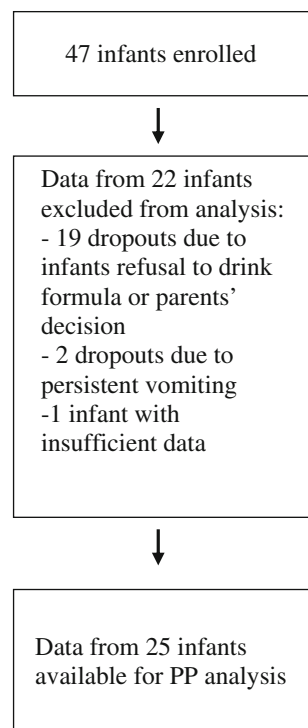 47 infants enrolled
Data from 22 infants
excluded from analysis:
- 19 dropouts due to
infants refusal to drink
formula or parents’
decision
- 2 dropouts due to
persistent vomiting
-1 infant with
insufficient data
Data from 25 infants
available for PP analysis